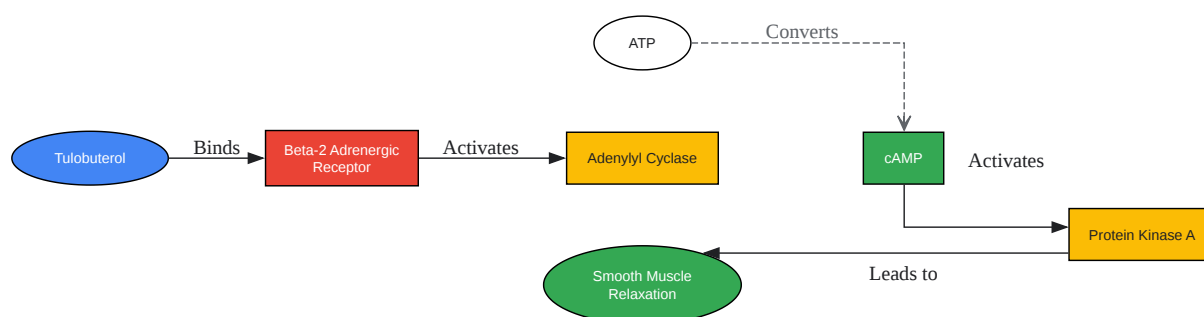 ATP
Converts
Tulobuterol
Binds
Beta-2 Adrenergic
Receptor
Activates
Adenylyl Cyclase
cAMP
Activates
Protein Kinase A
Leads to
Smooth Muscle
Relaxation